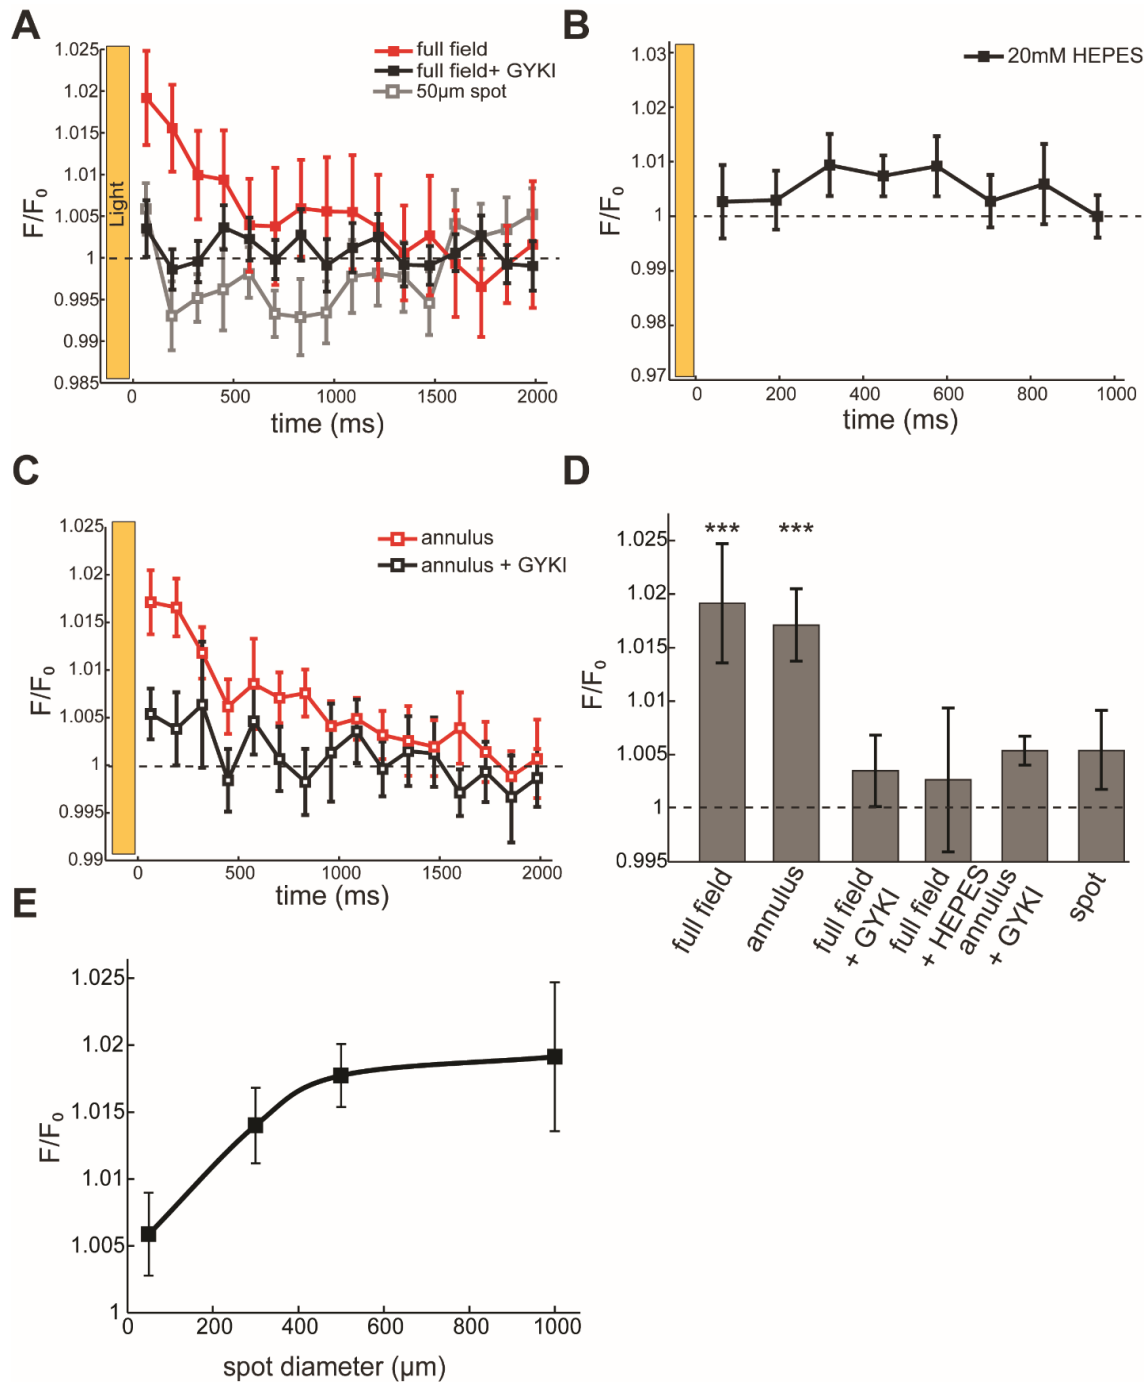 A
full field
full field+ GYKI
50µm spot
Light
F/F0
1.025
1.02
1.015
1.01
1.005
1
0.995
0.99
0.985
0
500
1000
1500
2000
time (ms)
B
20mM HEPES
F/F0
1.03
1.02
1.01
1
0.99
0.98
0.97
0
200
400
600
800
1000
time (ms)
C
annulus
annulus + GYKI
F/F0
1.025
1.02
1.015
1.01
1.005
1
0.995
0.99
0
500
1000
1500
2000
time (ms)
D
***
***
F/F0
1.025
1.02
1.015
1.01
1.005
1
0.995
full field
annulus
full field
+ GYKI
full field
+ HEPES
annulus
+ GYKI
spot
E
F/F0
1.025
1.02
1.015
1.01
1.005
1
0
200
400
600
800
1000
spot diameter (µm)